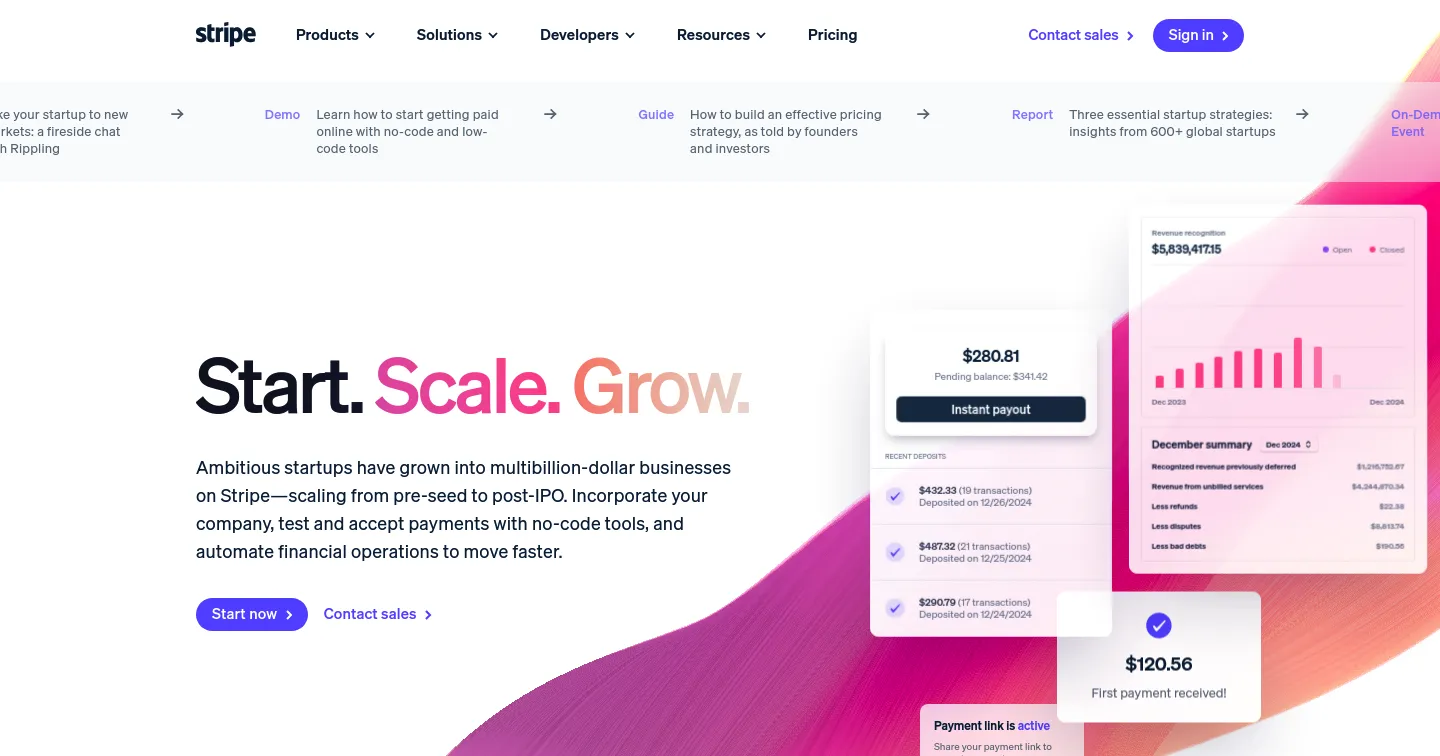 stripe
Products
Solutions
Developers
Resources
Pricing
Contact sales
Sign in
ke your startup to new
rkets: a fireside chat
h Rippling
Demo
Learn how to start getting paid
online with no-code and low-
code tools
Guide
How to build an effective pricing
strategy, as told by founders
and investors
Report
Three essential startup strategies:
insights from 600+ global startups
On-Dem
Event
Start. Scale. Grow.
Ambitious startups have grown into multibillion-dollar businesses
on Stripe—scaling from pre-seed to post-IPO. Incorporate your
company, test and accept payments with no-code tools, and
automate financial operations to move faster.
Start now
Contact sales
$280.81
Pending balance: $341.42
Instant payout
RECENT DEPOSITS
$432.33 (19 transactions)
Deposited on 12/26/2024
$487.32 (21 transactions)
Deposited on 12/25/2024
$290.79 (17 transactions)
Deposited on 12/24/2024
Revenue recognition
$5,839,417.15
Open
Closed
Dec 2023
Dec 2024
December summary
Dec 2024
Recognized revenue previously deferred
$1,216,752.67
Revenue from unbilled services
$4,244,870.34
Less refunds
$22.38
Less disputes
$6,813.74
Less bad debts
$190.56
$120.56
First payment received!
Payment link is active
Share your payment link to